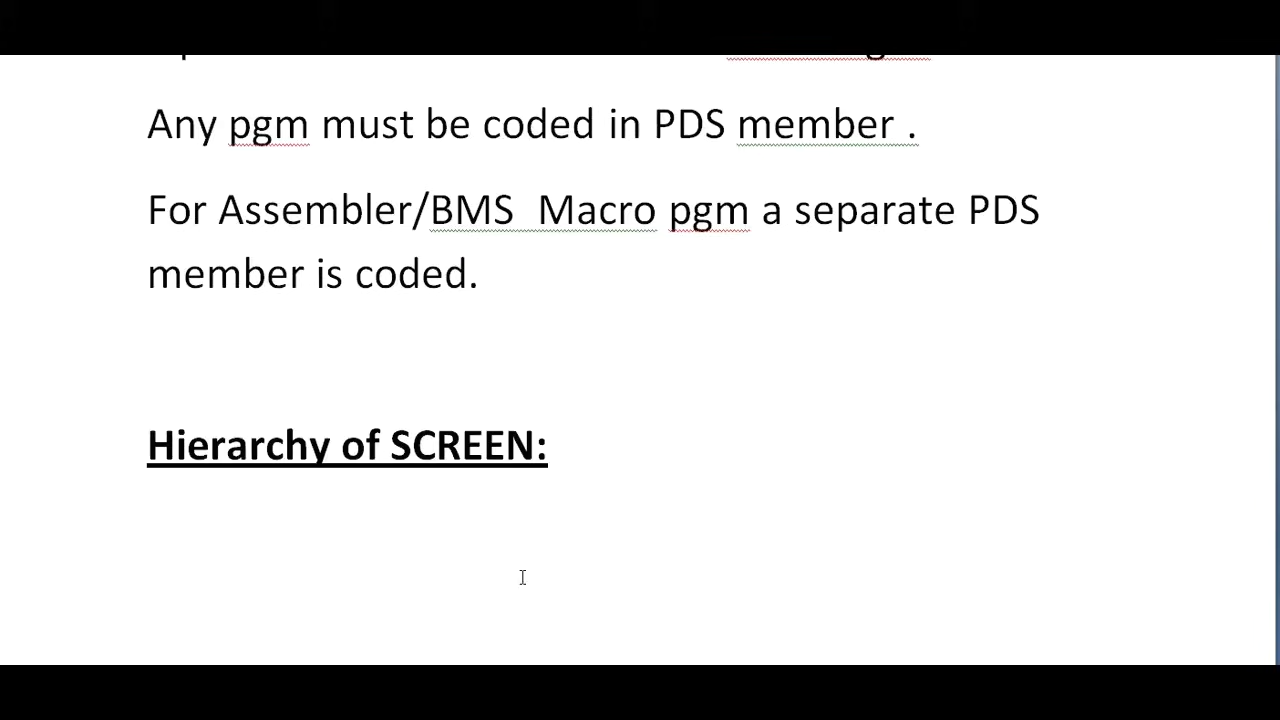 Any pgm must be coded in PDS member .
For Assembler/BMS  Macro pgm a separate PDS
member is coded.
Hierarchy of SCREEN: